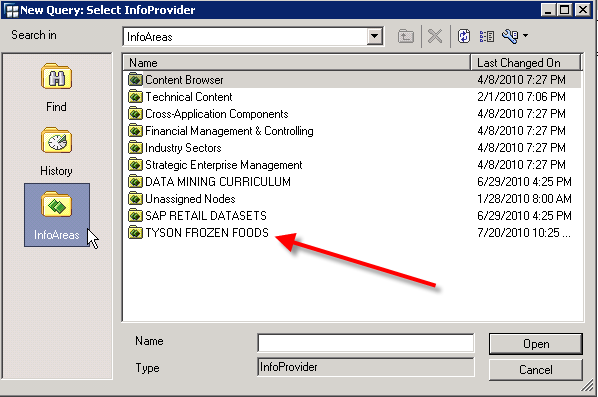 New Query: Select InfoProvider
Search in
InfoAreas
Find
History
InfoAreas
Name Last Changed On
Content Browser 4/8/2010 7:27 PM
Technical Content 2/1/2010 7:06 PM
Cross-Application Components 4/8/2010 7:27 PM
Financial Management & Controlling 4/8/2010 7:27 PM
Industry Sectors 4/8/2010 7:27 PM
Strategic Enterprise Management 4/8/2010 7:27 PM
DATA MINING CURRICULUM 6/29/2010 4:25 PM
Unassigned Nodes 1/28/2010 8:00 AM
SAP RETAIL DATASETS 6/29/2010 4:25 PM
TYSON FROZEN FOODS 7/20/2010 10:25 ...
Name
Open
Type InfoProvider
Cancel